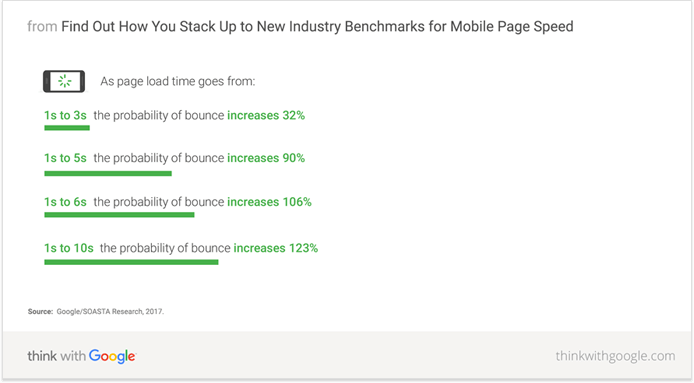 from Find Out How You Stack Up to New Industry Benchmarks for Mobile Page Speed
As page load time goes from:
1s to 3s the probability of bounce increases 32%
1s to 5s the probability of bounce increases 90%
1s to 6s the probability of bounce increases 106%
1s to 10s the probability of bounce increases 123%
Source: Google/SOASTA Research, 2017.
think with Google
thinkwithgoogle.com